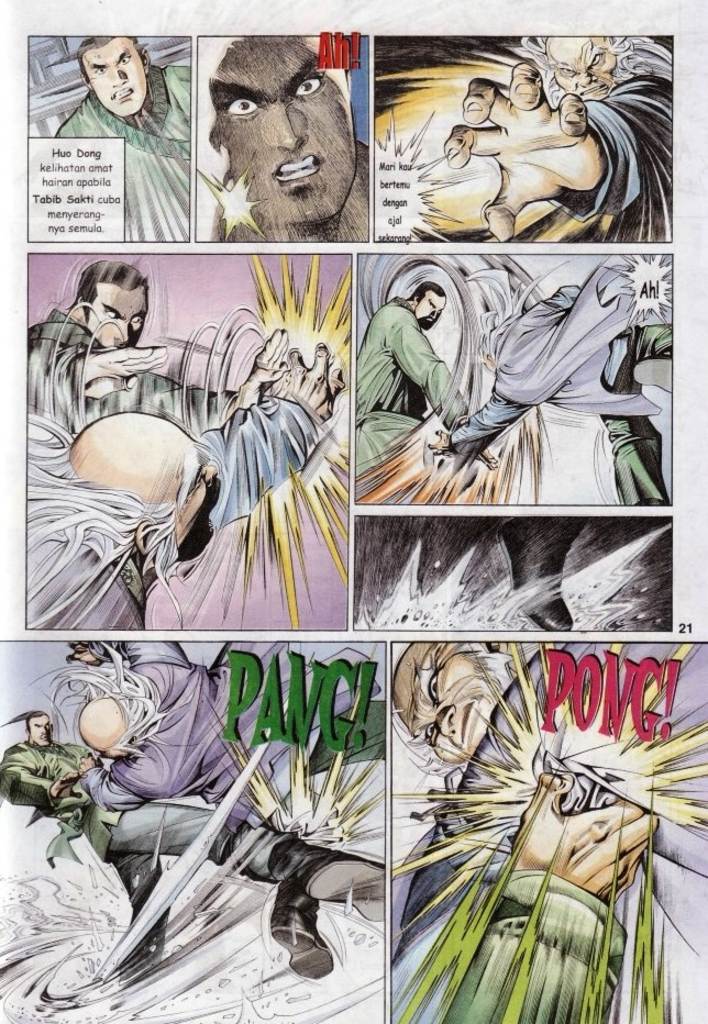 Huo Dong
kelihatan amat
hairan apabila
Tabib Sakti cuba
menyerang-
nya semula.
Ah!
Mari kau
bertemu
dengan
ajal
sekarang!
Ah!
21
PANG!
PONG!